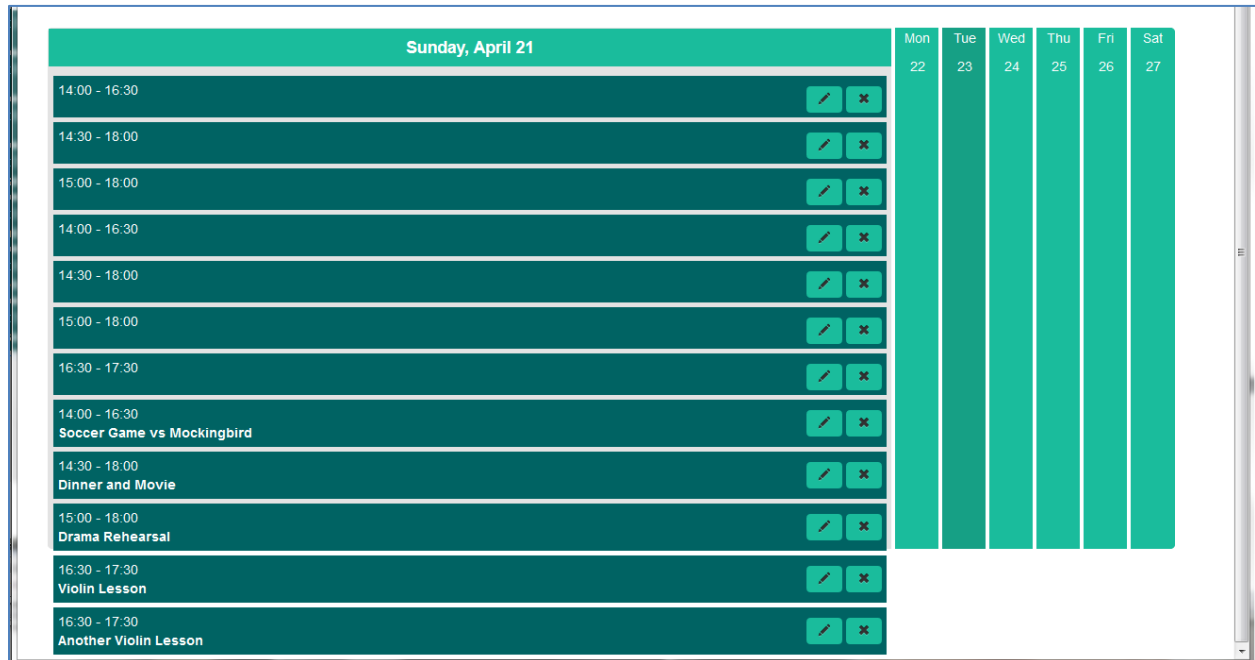 Sunday, April 21
Mon Tue Wed Thu Fri Sat
22 23 24 25 26 27
14:00 - 16:30
14:30 - 18:00
15:00 - 18:00
14:00 - 16:30
14:30 - 18:00
15:00 - 18:00
16:30 - 17:30
14:00 - 16:30
Soccer Game vs Mockingbird
14:30 - 18:00
Dinner and Movie
15:00 - 18:00
Drama Rehearsal
16:30 - 17:30
Violin Lesson
16:30 - 17:30
Another Violin Lesson